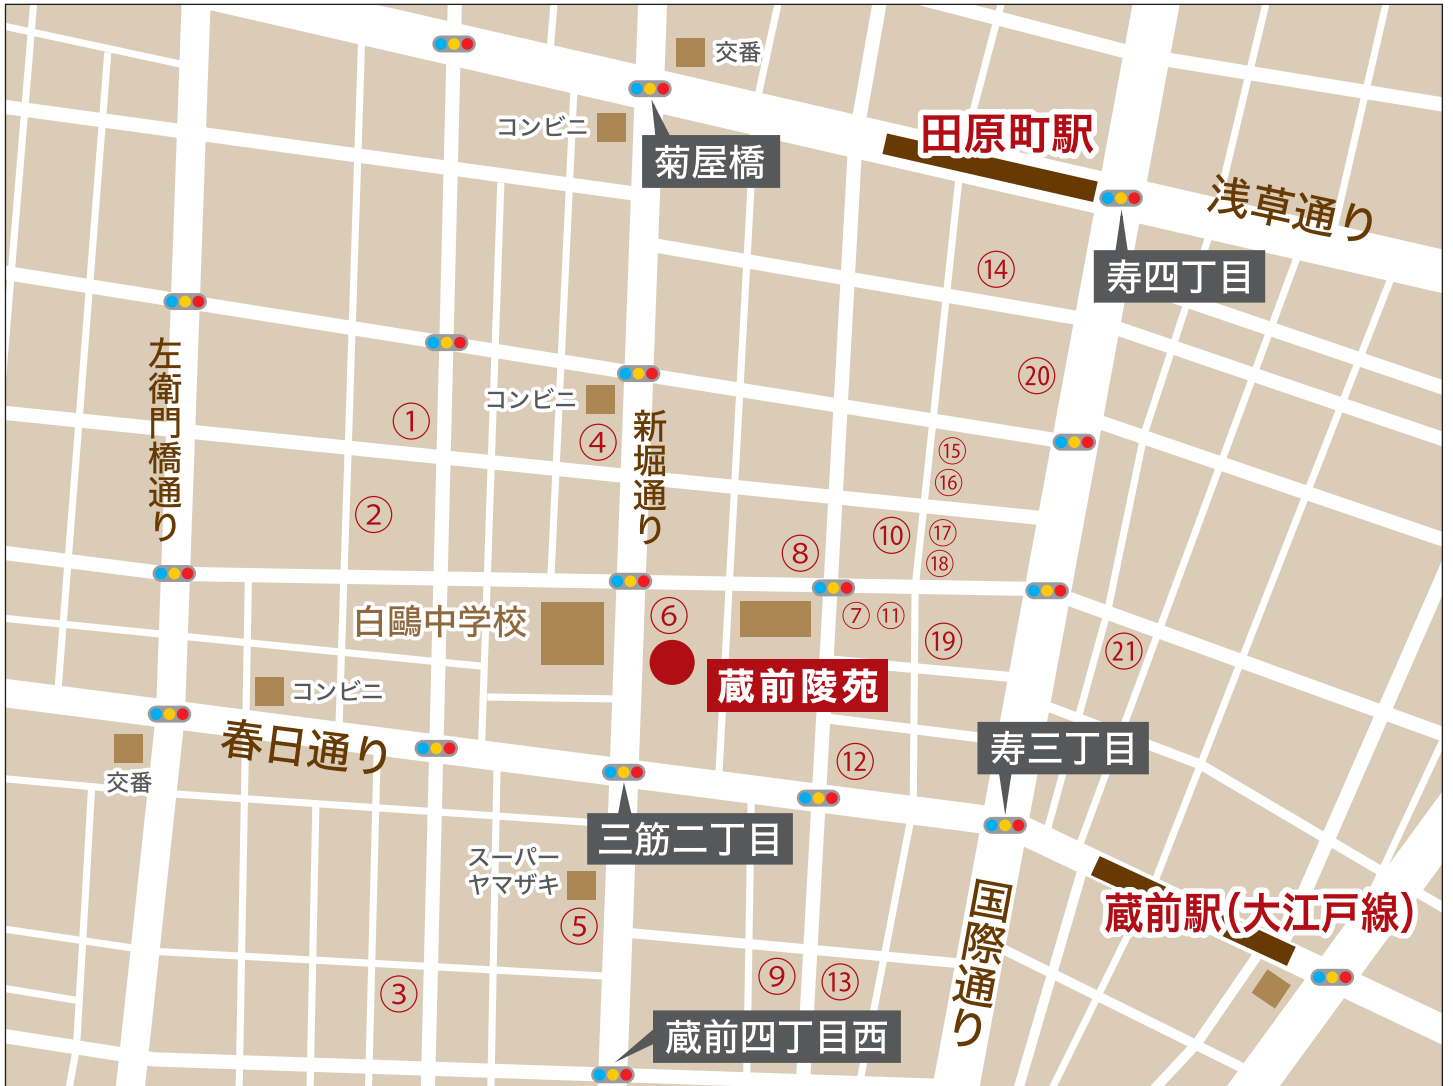 交番
コンビニ
田原町駅
菊屋橋
浅草通り
⑭
寿四丁目
左衛門橋通り
⑳
コンビニ
①
④
新堀通り
⑮
⑯
②
⑩
⑰
⑧
⑱
白鷗中学校
⑥
⑦
⑪
⑲
㉑
蔵前陵苑
コンビニ
春日通り
寿三丁目
⑫
交番
三筋二丁目
スーパー
ヤマザキ
国際通り
蔵前駅(大江戸線)
⑤
③
⑨
⑬
蔵前四丁目西